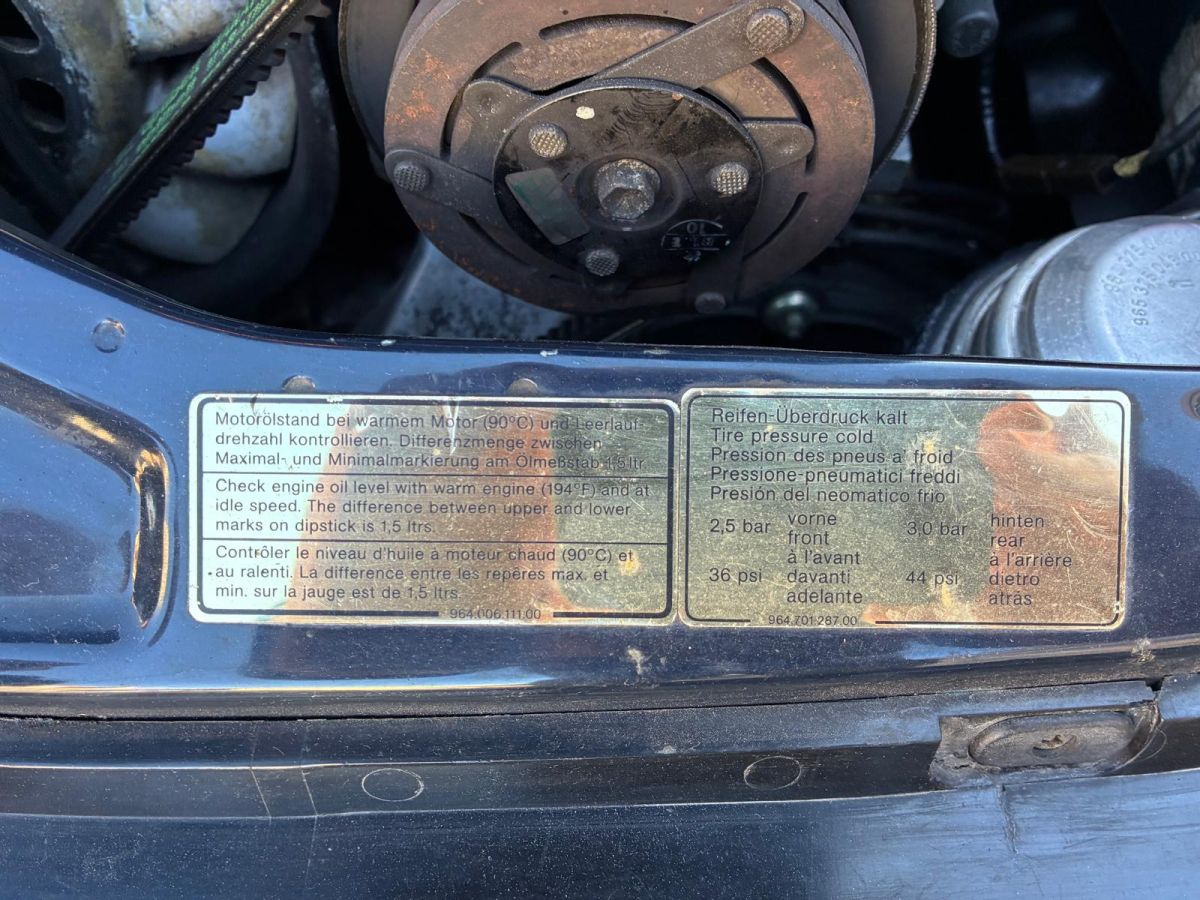 10
E
965.375.045.00
Motorölstand bei warmem Motor (90°C) und Leerlauf-
drehzahl kontrollieren. Differenzmenge zwischen
Maximal- und Minimalmarkierung am Ölmeßstab 1,5 ltr.
Check engine oil level with warm engine (194°F) and at
idle speed. The difference between upper and lower
marks on dipstick is 1,5 ltrs.
Contrôler le niveau d'huile à moteur chaud (90°C) et
au ralenti. La difference entre les repères max. et
min. sur la jauge est de 1,5 ltrs.
964.006.111.00
Reifen-Überdruck kalt
Tire pressure cold
Pression des pneus a' froid
Pressione-pneumatici freddi
Presión del neomatico frio
2,5 bar vorne 3,0 bar hinten
front rear
à l'avant à l'arrière
36 psi davanti 44 psi dietro
adelante atrás
964.701.287.00